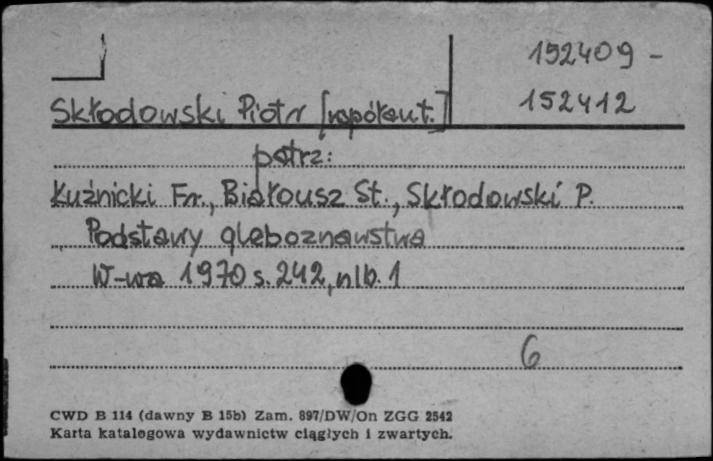 152409 -
152412
Skłodowski Piotr [współaut.]
patrz:
Kuźnicki Fr., Białousz St., Skłodowski P.
Podstawy gleboznawstwa
W-wa 1970 s. 242, nlb. 1
6
CWD B 114 (dawny B 15b) Zam. 897/DW/On ZGG 2542
Karta katalogowa wydawnictw ciągłych i zwartych.